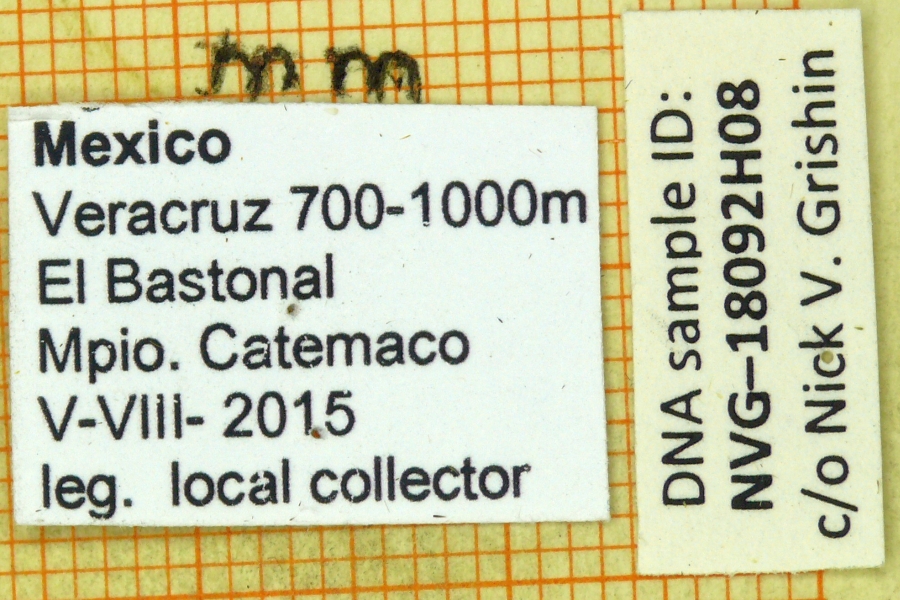 mm
Mexico
Veracruz 700-1000m
El Bastonal
Mpio. Catemaco
V-VIII- 2015
leg. local collector
DNA sample ID:
NVG-18092H08
c/o Nick V. Grishin